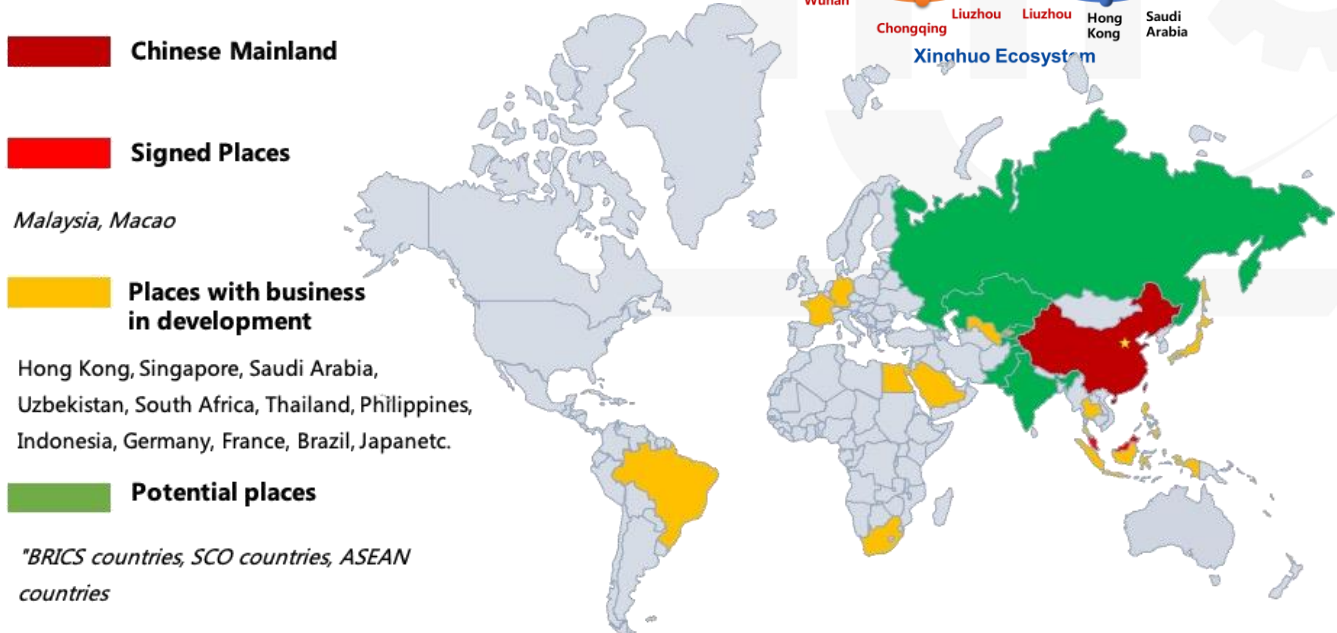 Wuhan
Chongqing
Liuzhou
Liuzhou
Hong
Kong
Saudi
Arabia
Xinghuo Ecosystem
Chinese Mainland
Signed Places
Malaysia, Macao
Places with business
in development
Hong Kong, Singapore, Saudi Arabia,
Uzbekistan, South Africa, Thailand, Philippines,
Indonesia, Germany, France, Brazil, Japanetc.
Potential places
"BRICS countries, SCO countries, ASEAN
countries